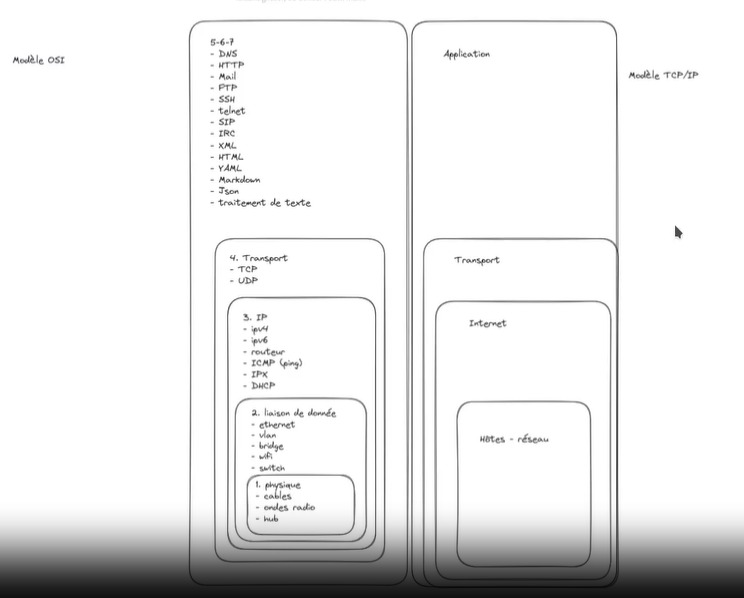 Modèle OSI
5-6-7
- DNS
- HTTP
- Mail
- PTP
- SSH
- telnet
- SIP
- IRC
- XML
- HTML
- YAML
- Markdown
- Json
- traitement de texte
4. Transport
- TCP
- UDP
3. IP
- ipv4
- ipv6
- routeur
- ICMP (ping)
- IPX
- DHCP
2. liaison de donnée
- ethernet
- vlan
- bridge
- wifi
- switch
1. physique
- cables
- ondes radio
- hub
Application
Transport
Internet
Hôtes - réseau
Modèle TCP/IP